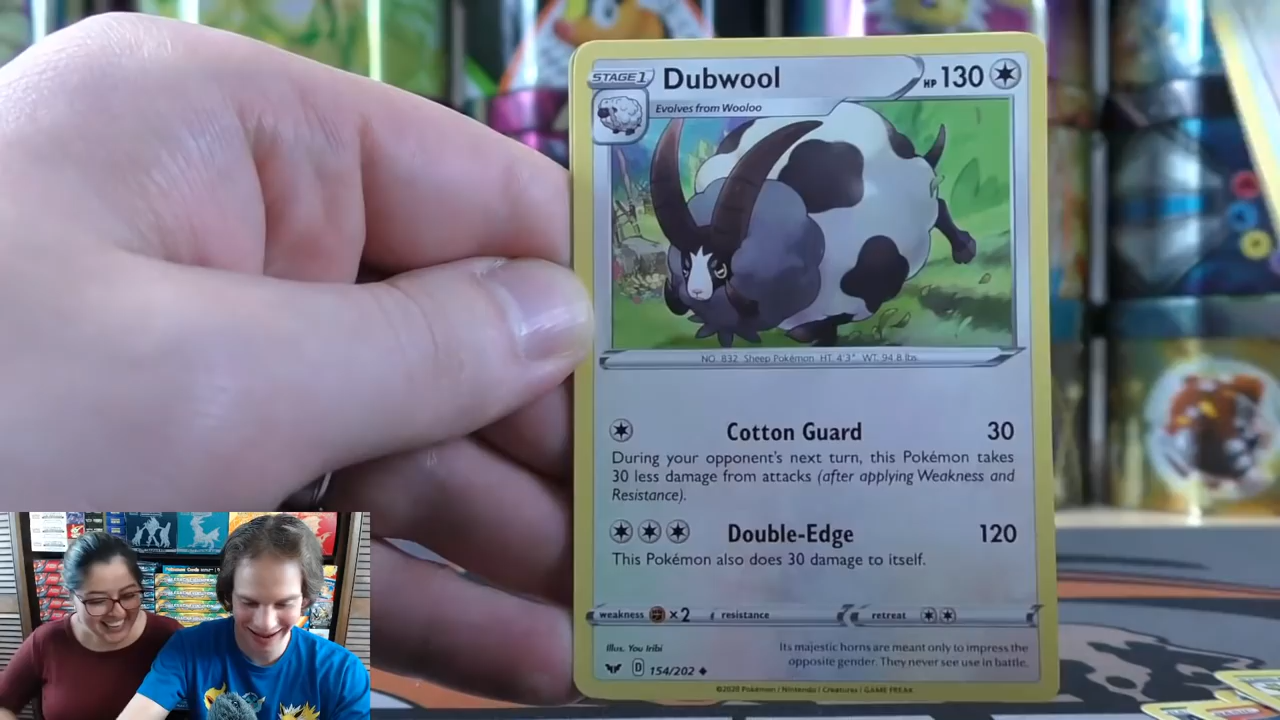 STAGE 1 Dubwool HP 130
Evolves from Wooloo
NO. 832 Sheep Pokémon HT. 4'3" WT. 94.8 lbs.
Cotton Guard 30
During your opponent's next turn, this Pokémon takes
30 less damage from attacks (after applying Weakness and
Resistance).
Double-Edge 120
This Pokémon also does 30 damage to itself.
weakness ×2 resistance retreat
Illus. You Iribi
Its majestic horns are meant only to impress the
opposite gender. They never see use in battle.
D 154/202
©2020 Pokémon / Nintendo / Creatures / GAME FREAK